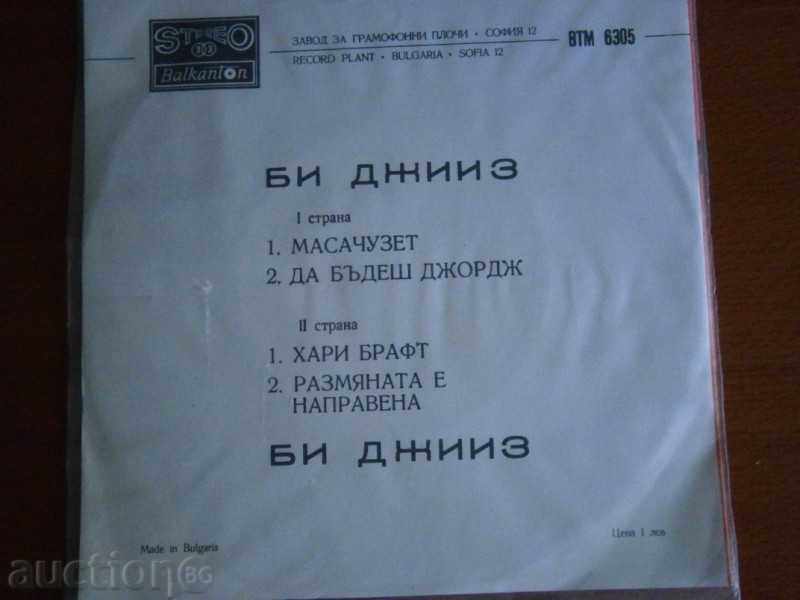 STEREO
33
Balkanton
ЗАВОД ЗА ГРАМОФОННИ ПЛОЧИ · СОФИЯ 12
RECORD PLANT · BULGARIA · SOFIA 12
ВТМ 6305
БИ ДЖИИЗ
I страна
1. МАСАЧУЗЕТ
2. ДА БЪДЕШ ДЖОРДЖ
II страна
1. ХАРИ БРАФТ
2. РАЗМЯНАТА Е
НАПРАВЕНА
БИ ДЖИИЗ
Made in Bulgaria
Цена 1 лев
auction BG